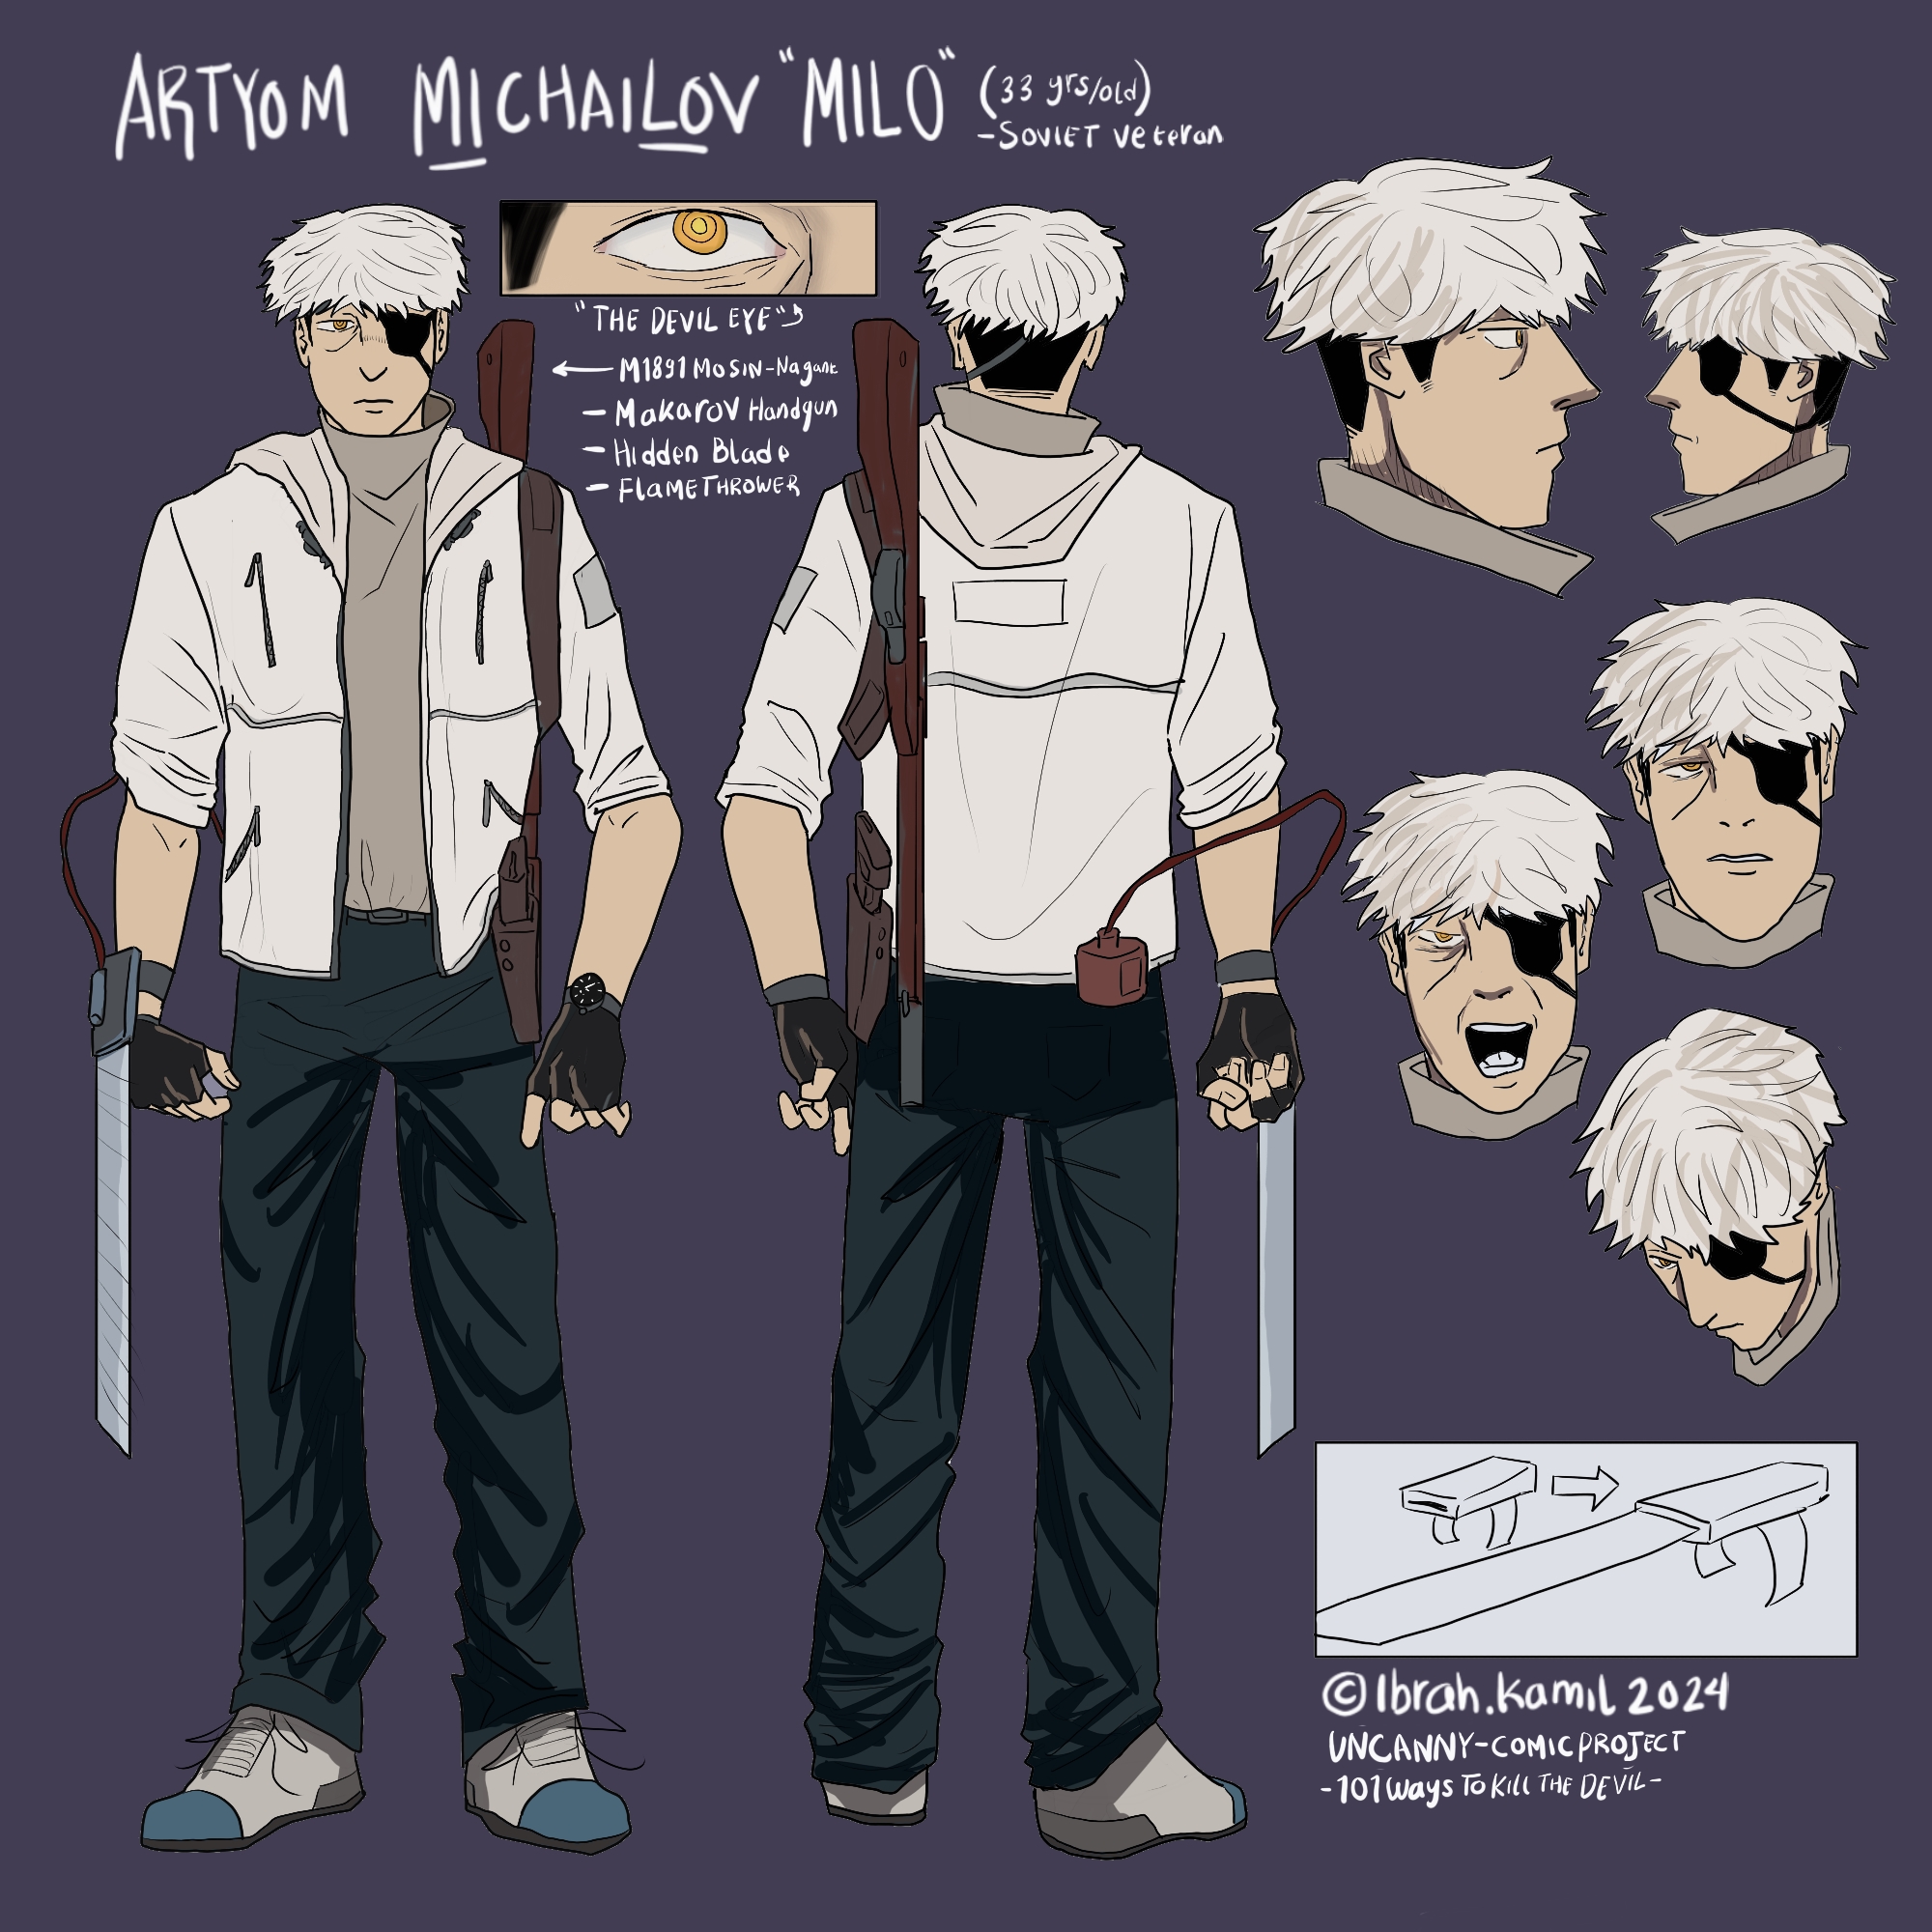 ARTYOM MICHAILOV "MILO" (33 yrs/old)
-SOVIET veteran
"THE DEVIL EYE"
M1891 Mosin-Nagant
- Makarov Handgun
- Hidden Blade
- FlameTHROWER
©Ibrah.Kamil 2024
UNCANNY-COMIC PROJECT
-101 Ways To Kill THE DEVIL-